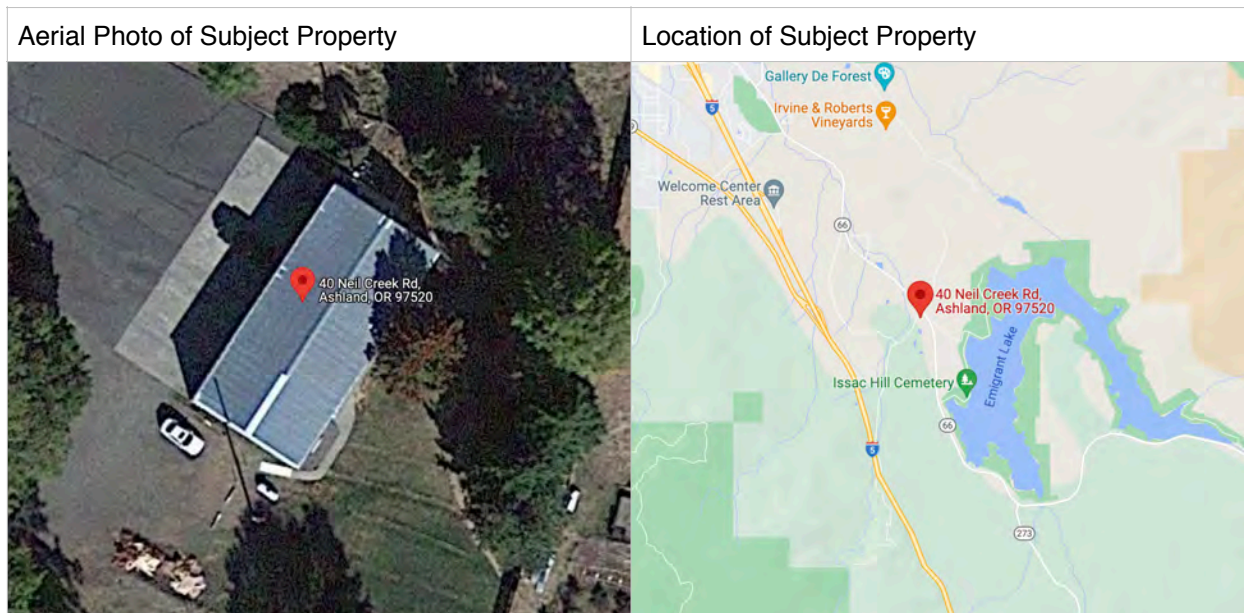 Aerial Photo of Subject Property
Location of Subject Property
40 Neil Creek Rd,
Ashland, OR 97520
Gallery De Forest
5
Irvine & Roberts
Vineyards
Welcome Center
Rest Area
66
40 Neil Creek Rd,
Ashland, OR 97520
Emigrant Lake
Issac Hill Cemetery
66
5
273